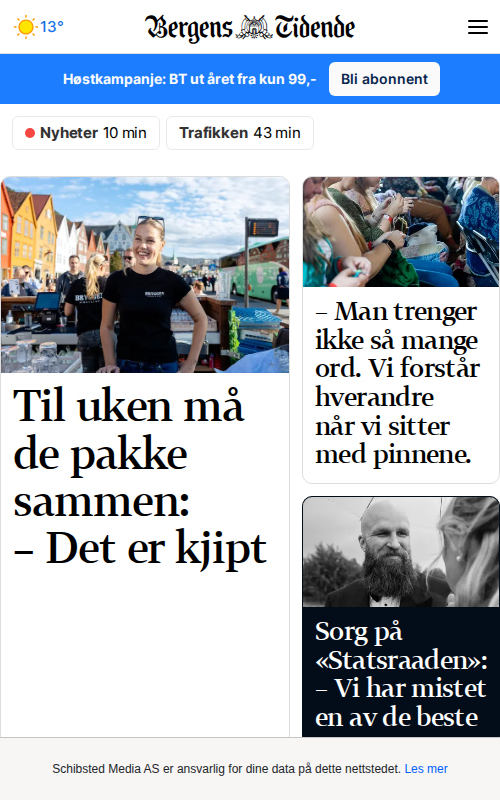 13°
Bergens Tidende
Høstkampanje: BT ut året fra kun 99,-
Bli abonnent
Nyheter 10 min
Trafikken 43 min
Til uken må
de pakke
sammen:
– Det er kjipt
– Man trenger
ikke så mange
ord. Vi forstår
hverandre
når vi sitter
med pinnene.
Sorg på
«Statsraaden»:
– Vi har mistet
en av de beste
Schibsted Media AS er ansvarlig for dine data på dette nettstedet. Les mer